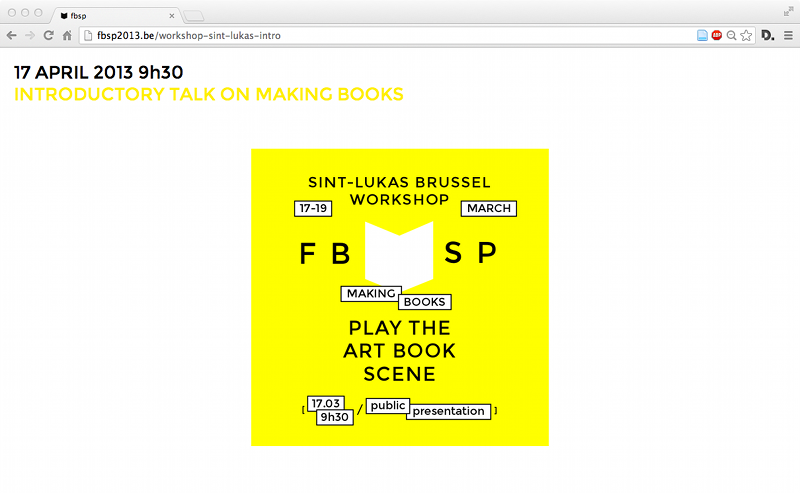 fbsp
fbsp2013.be/workshop-sint-lukas-intro
ABP
D.
17 APRIL 2013 9h30
INTRODUCTORY TALK ON MAKING BOOKS
SINT-LUKAS BRUSSEL
WORKSHOP
17-19 MARCH
F B S P
MAKING
BOOKS
PLAY THE
ART BOOK
SCENE
[ 17.03 / public
9h30 presentation ]